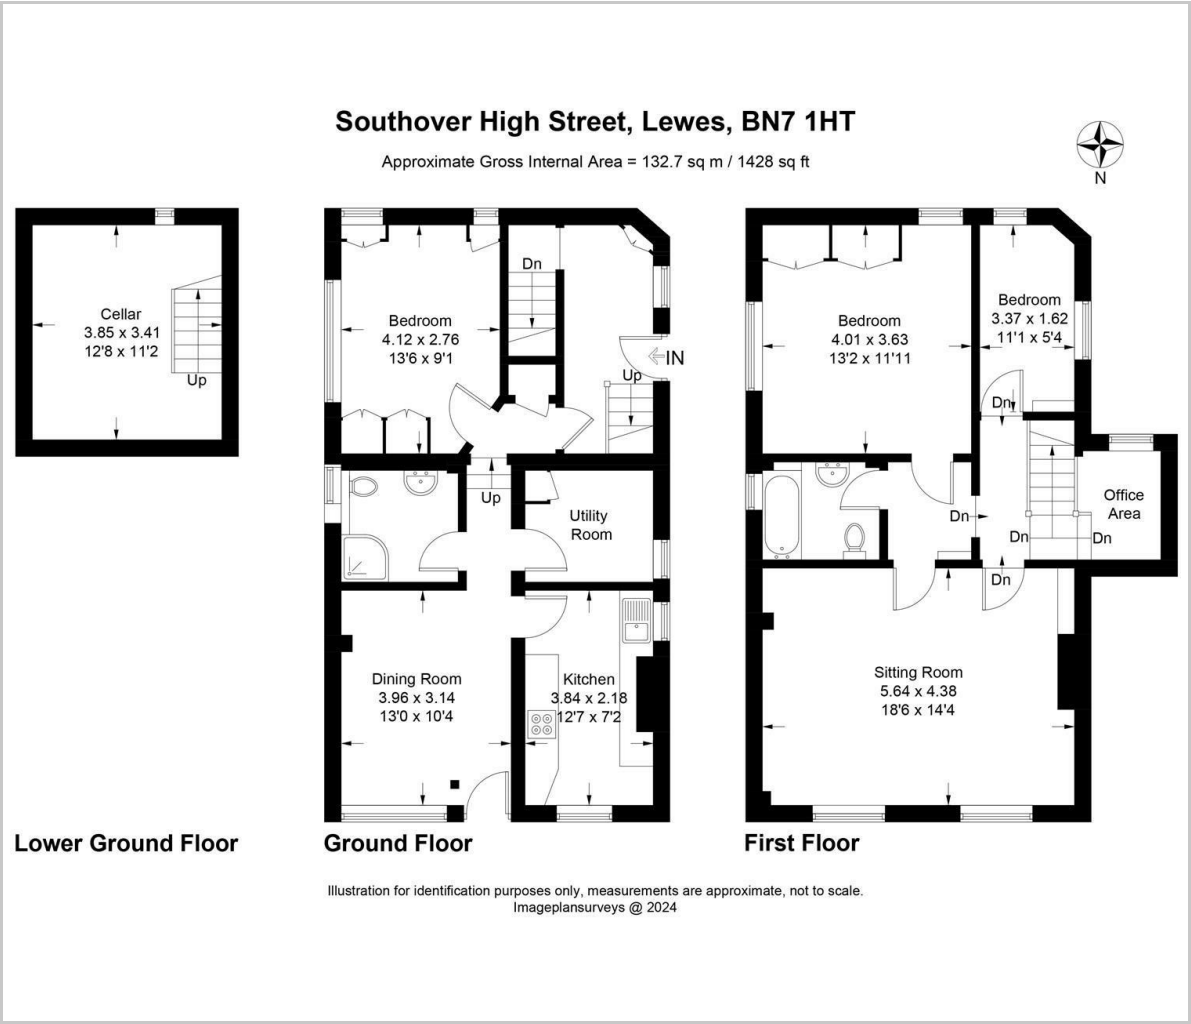 Southover High Street, Lewes, BN7 1HT
Approximate Gross Internal Area = 132.7 sq m / 1428 sq ft
N
Cellar
3.85 x 3.41
12'8 x 11'2
Up
Lower Ground Floor
Dn
Bedroom
4.12 x 2.76
13'6 x 9'1
IN
Up
Up
Utility
Room
Dining Room
3.96 x 3.14
13'0 x 10'4
Kitchen
3.84 x 2.18
12'7 x 7'2
Ground Floor
Bedroom
4.01 x 3.63
13'2 x 11'11
Bedroom
3.37 x 1.62
11'1 x 5'4
Dn
Office
Area
Dn
Dn
Dn
Dn
Sitting Room
5.64 x 4.38
18'6 x 14'4
First Floor
Illustration for identification purposes only, measurements are approximate, not to scale.
Imageplansurveys @ 2024